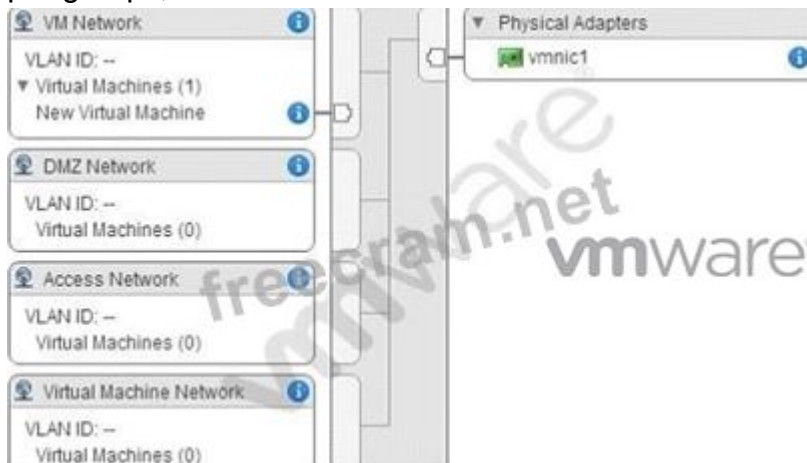 VM Network
VLAN ID: --
Virtual Machines (1)
New Virtual Machine
DMZ Network
VLAN ID: --
Virtual Machines (0)
Access Network
VLAN ID: --
Virtual Machines (0)
Virtual Machine Network
VLAN ID: --
Virtual Machines (0)
Physical Adapters
vmnic1
freecram.net
vmware
vmware